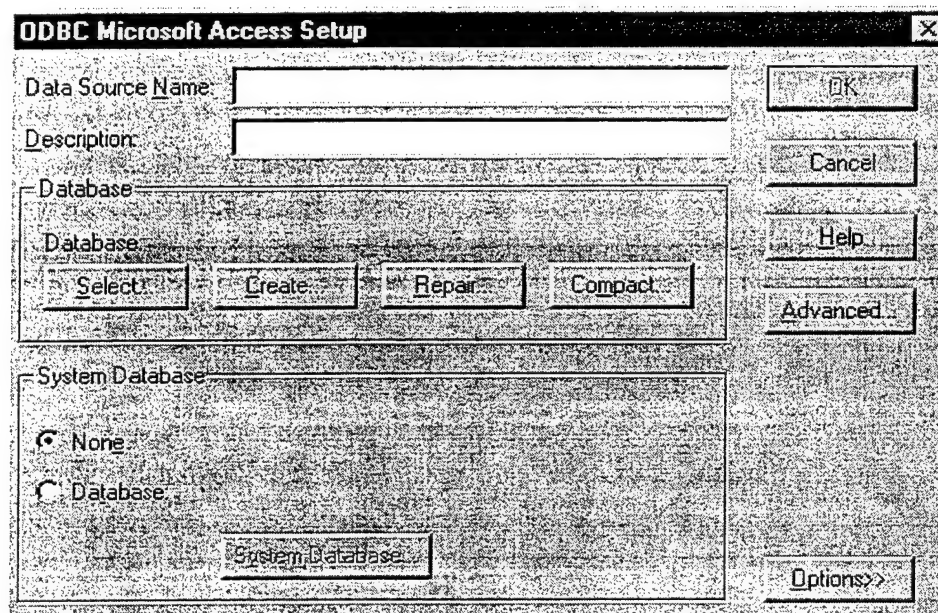 ODBC Microsoft Access Setup
Data Source Name:
OK
Description:
Cancel
Database
Database:
Help
Select...
Create...
Repair...
Compact...
Advanced...
System Database
None
Database:
System Database...
Options>>